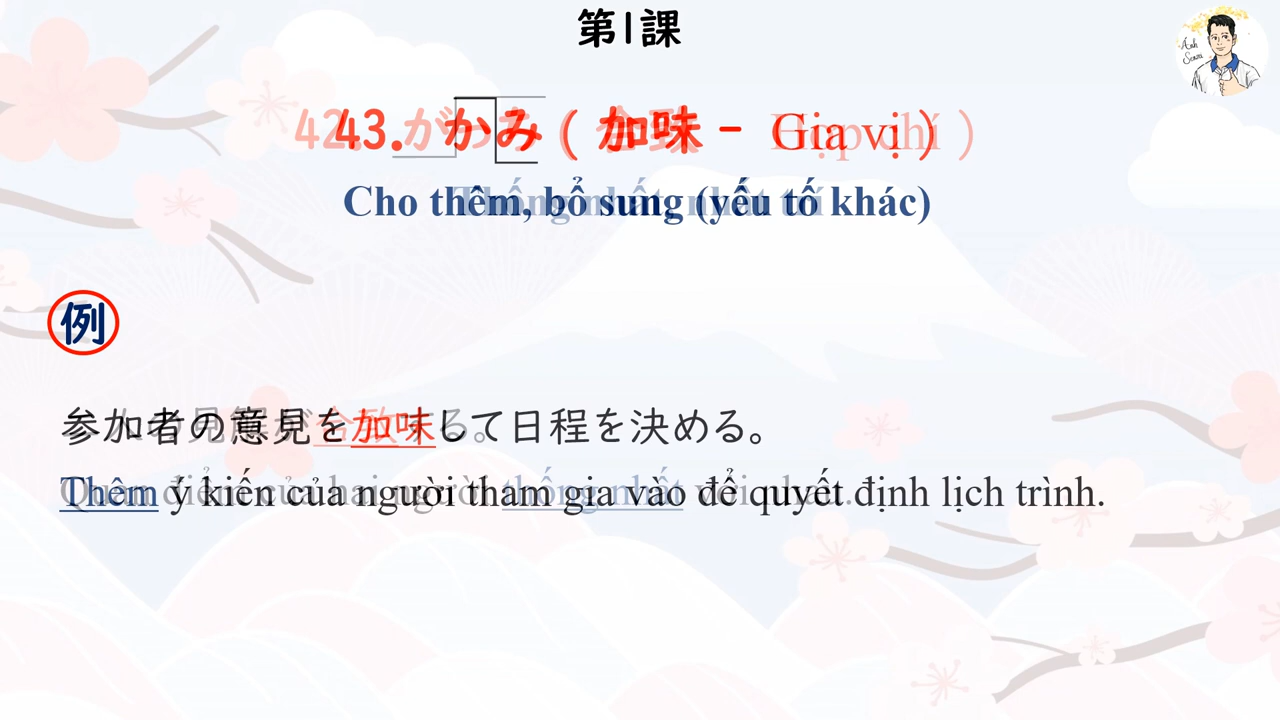 第1課
Ánh
Sensei
43. かみ ( 加味 - Gia vị )
Cho thêm, bổ sung (yếu tố khác)
例
参加者の意見を加味して日程を決める。
Thêm ý kiến của người tham gia vào để quyết định lịch trình.